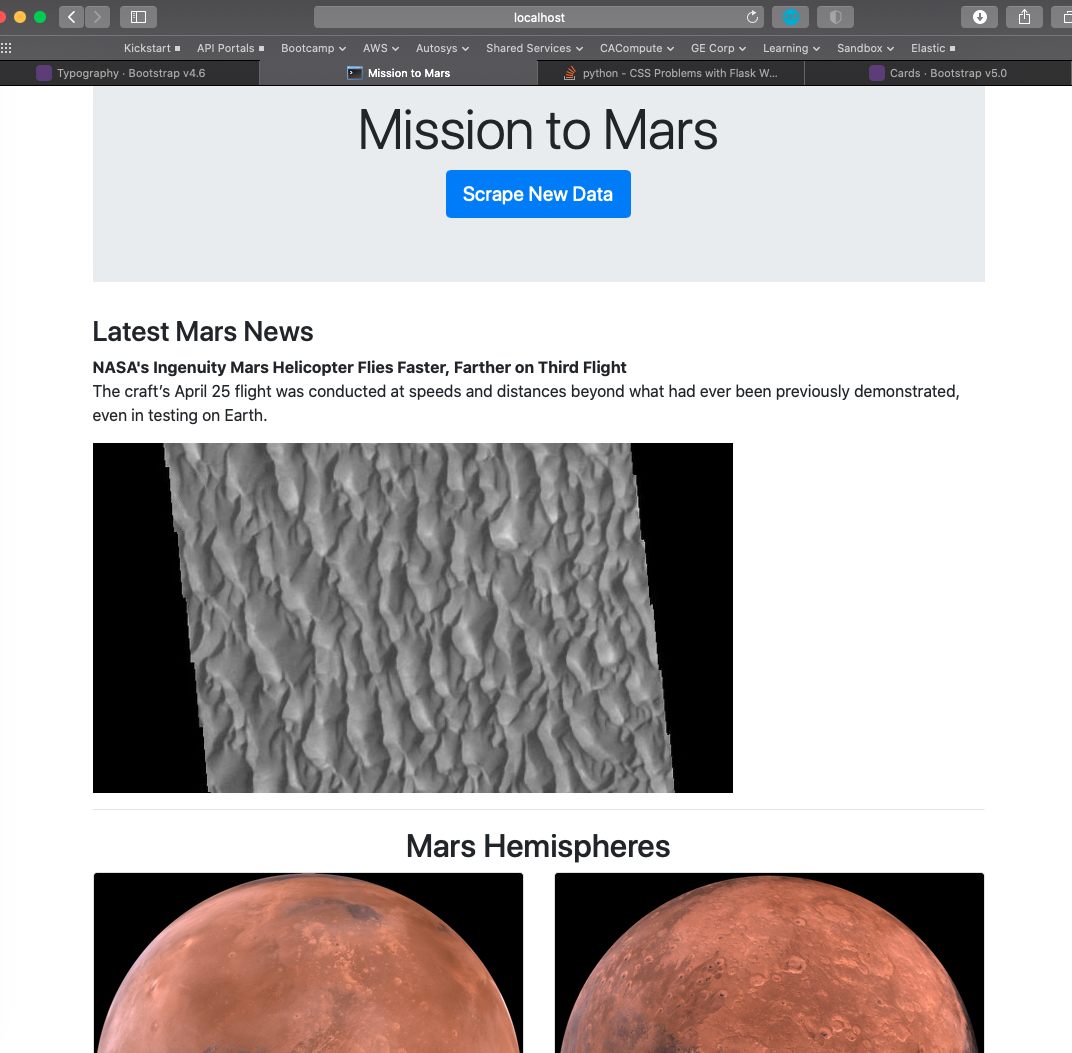 localhost
Kickstart API Portals Bootcamp AWS Autosys Shared Services CACompute GE Corp Learning Sandbox Elastic
Typography · Bootstrap v4.6 Mission to Mars python - CSS Problems with Flask W... Cards · Bootstrap v5.0
Mission to Mars
Scrape New Data
Latest Mars News
NASA's Ingenuity Mars Helicopter Flies Faster, Farther on Third Flight
The craft’s April 25 flight was conducted at speeds and distances beyond what had ever been previously demonstrated,
even in testing on Earth.
Mars Hemispheres